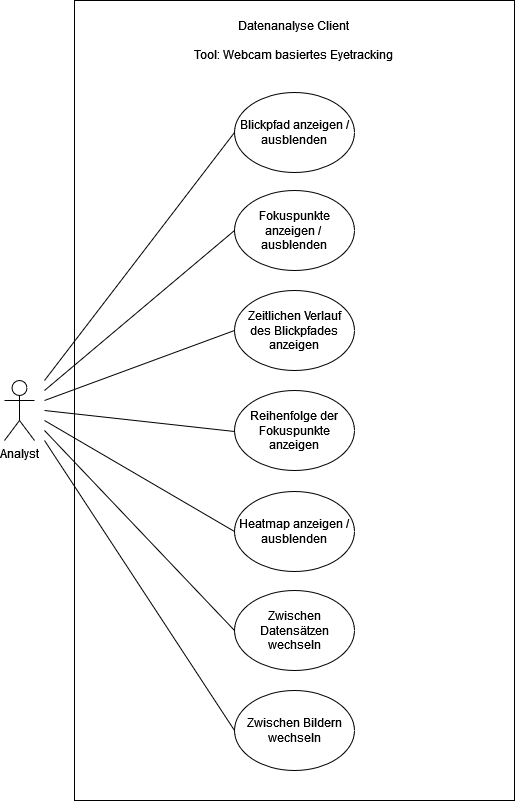 Datenanalyse Client
Tool: Webcam basiertes Eyetracking
Blickpfad anzeigen /
ausblenden
Fokuspunkte
anzeigen /
ausblenden
Zeitlichen Verlauf
des Blickpfades
anzeigen
Reihenfolge der
Fokuspunkte
anzeigen
Analyst
Heatmap anzeigen /
ausblenden
Zwischen
Datensätzen
wechseln
Zwischen Bildern
wechseln